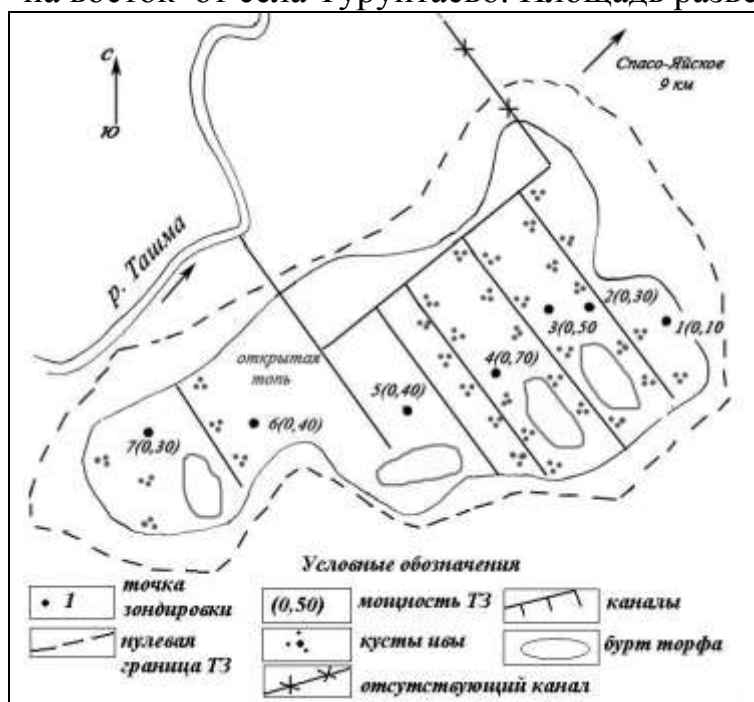 на восток от села Турунтаево. Площадь разве
С
Ю
Спасо-Яйское
9 км
р. Ташма
2(0,30)
3(0,50
1(0,10
4(0,70)
открытая
топь
5(0,40)
6(0,40)
7(0,30)
Условные обозначения
1 точка зондировки
(0,50) мощность ТЗ
каналы
нулевая граница ТЗ
кусты ивы
бурт торфа
отсутствующий канал